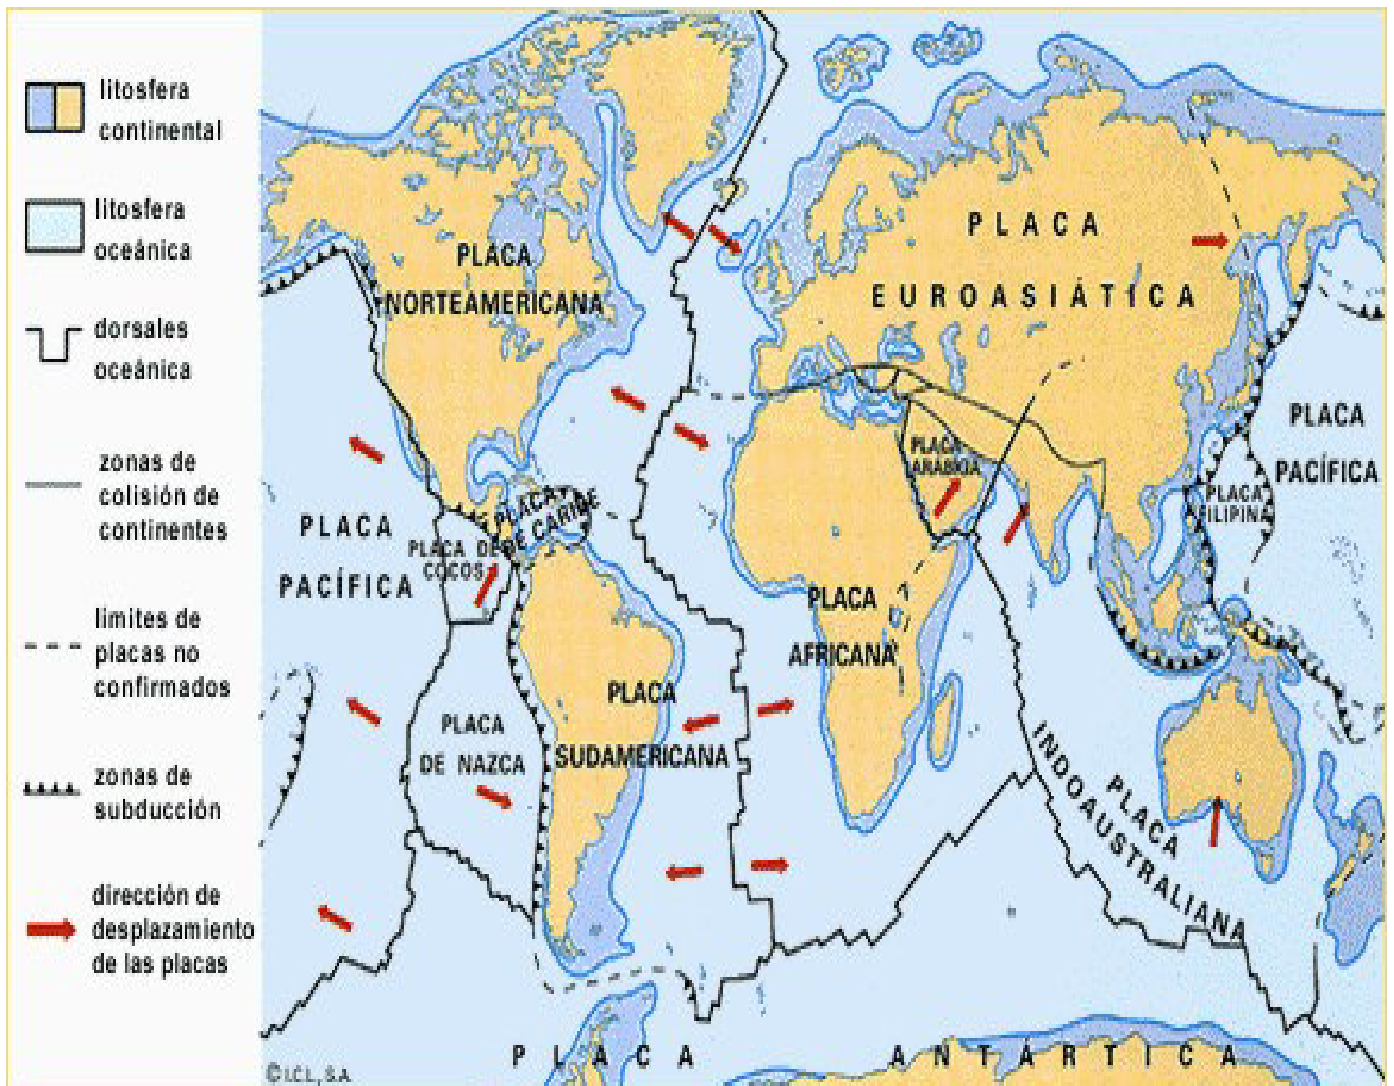 litosfera
continental
litosfera
oceánica
dorsales
oceánica
zonas de
colisión de
continentes
limites de
placas no
confirmados
zonas de
subducción
dirección de
desplazamiento
de las placas
PLACA
NORTEAMERICANA
PLACA
EUROASIÁTICA
PLACA
ARÁBIGA
PLACA
PACÍFICA
PLACA
FILIPINA
PLACA
DE CARIBE
PLACA DE
COCOS
PLACA
PACÍFICA
PLACA
AFRICANA
PLACA
SUDAMERICANA
PLACA
DE NAZCA
PLACA
INDOAUSTRALIANA
PLACA ANTÁRTICA
© I.C.L., S.A.